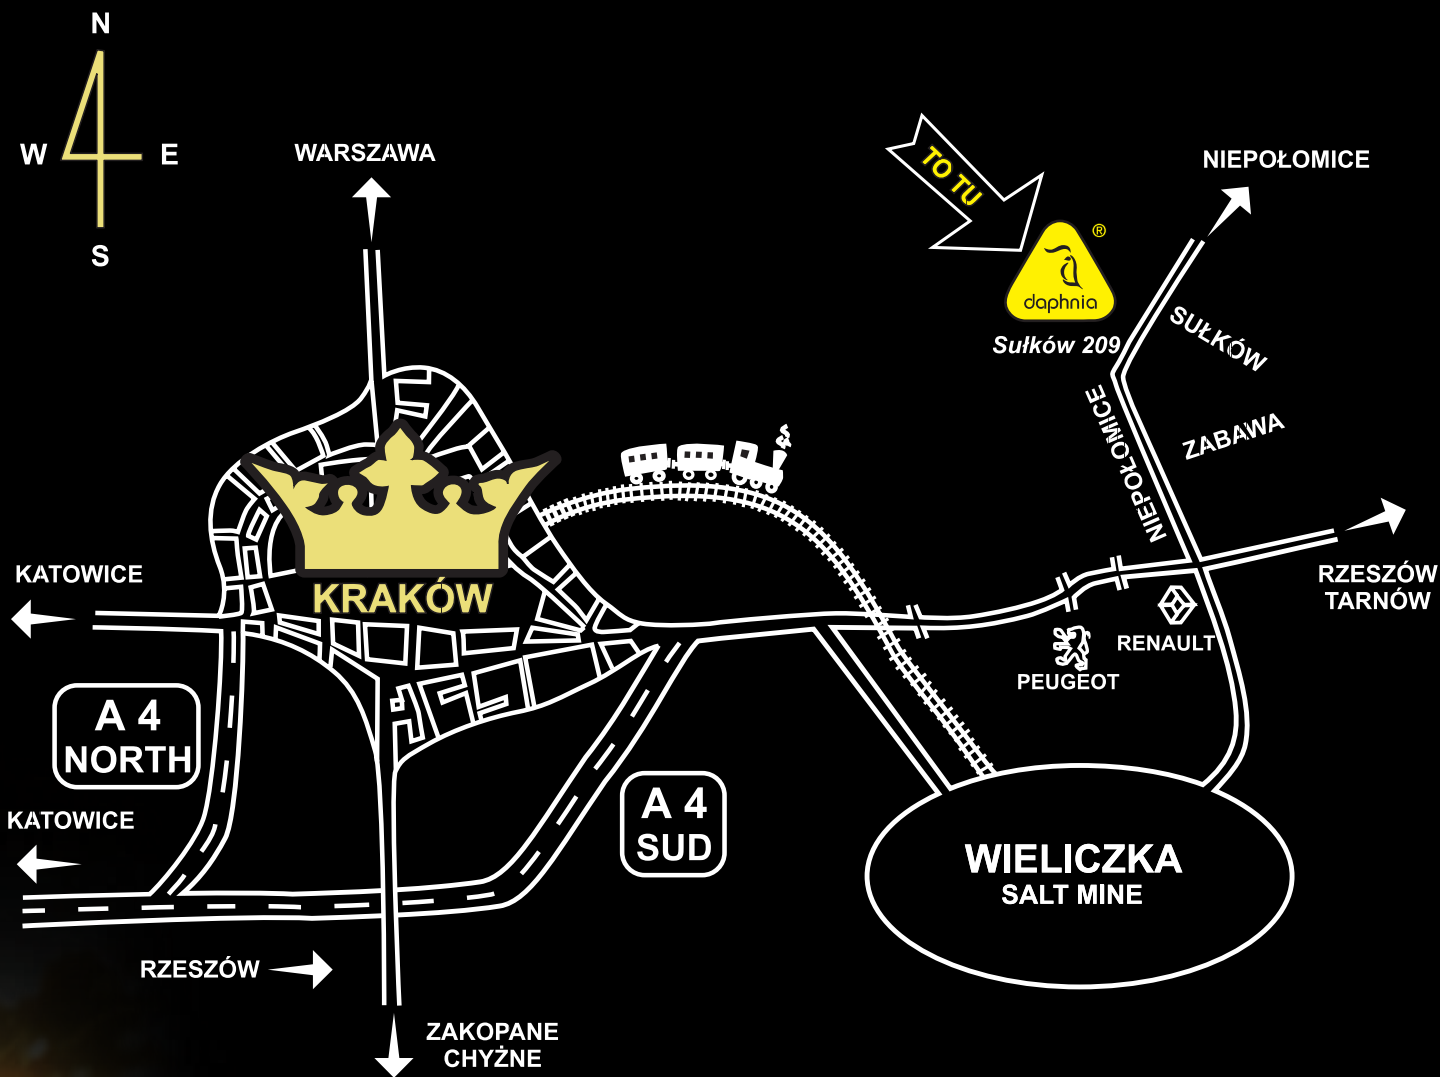 N
W
E
S
WARSZAWA
TO TU
NIEPOŁOMICE
®
daphnia
Sułków 209
SUŁKÓW
NIEPOŁOMICE
ZABAWA
KATOWICE
KRAKÓW
RZESZÓW
TARNÓW
RENAULT
PEUGEOT
A 4
NORTH
A 4
SUD
KATOWICE
WIELICZKA
SALT MINE
RZESZÓW
ZAKOPANE
CHYŻNE